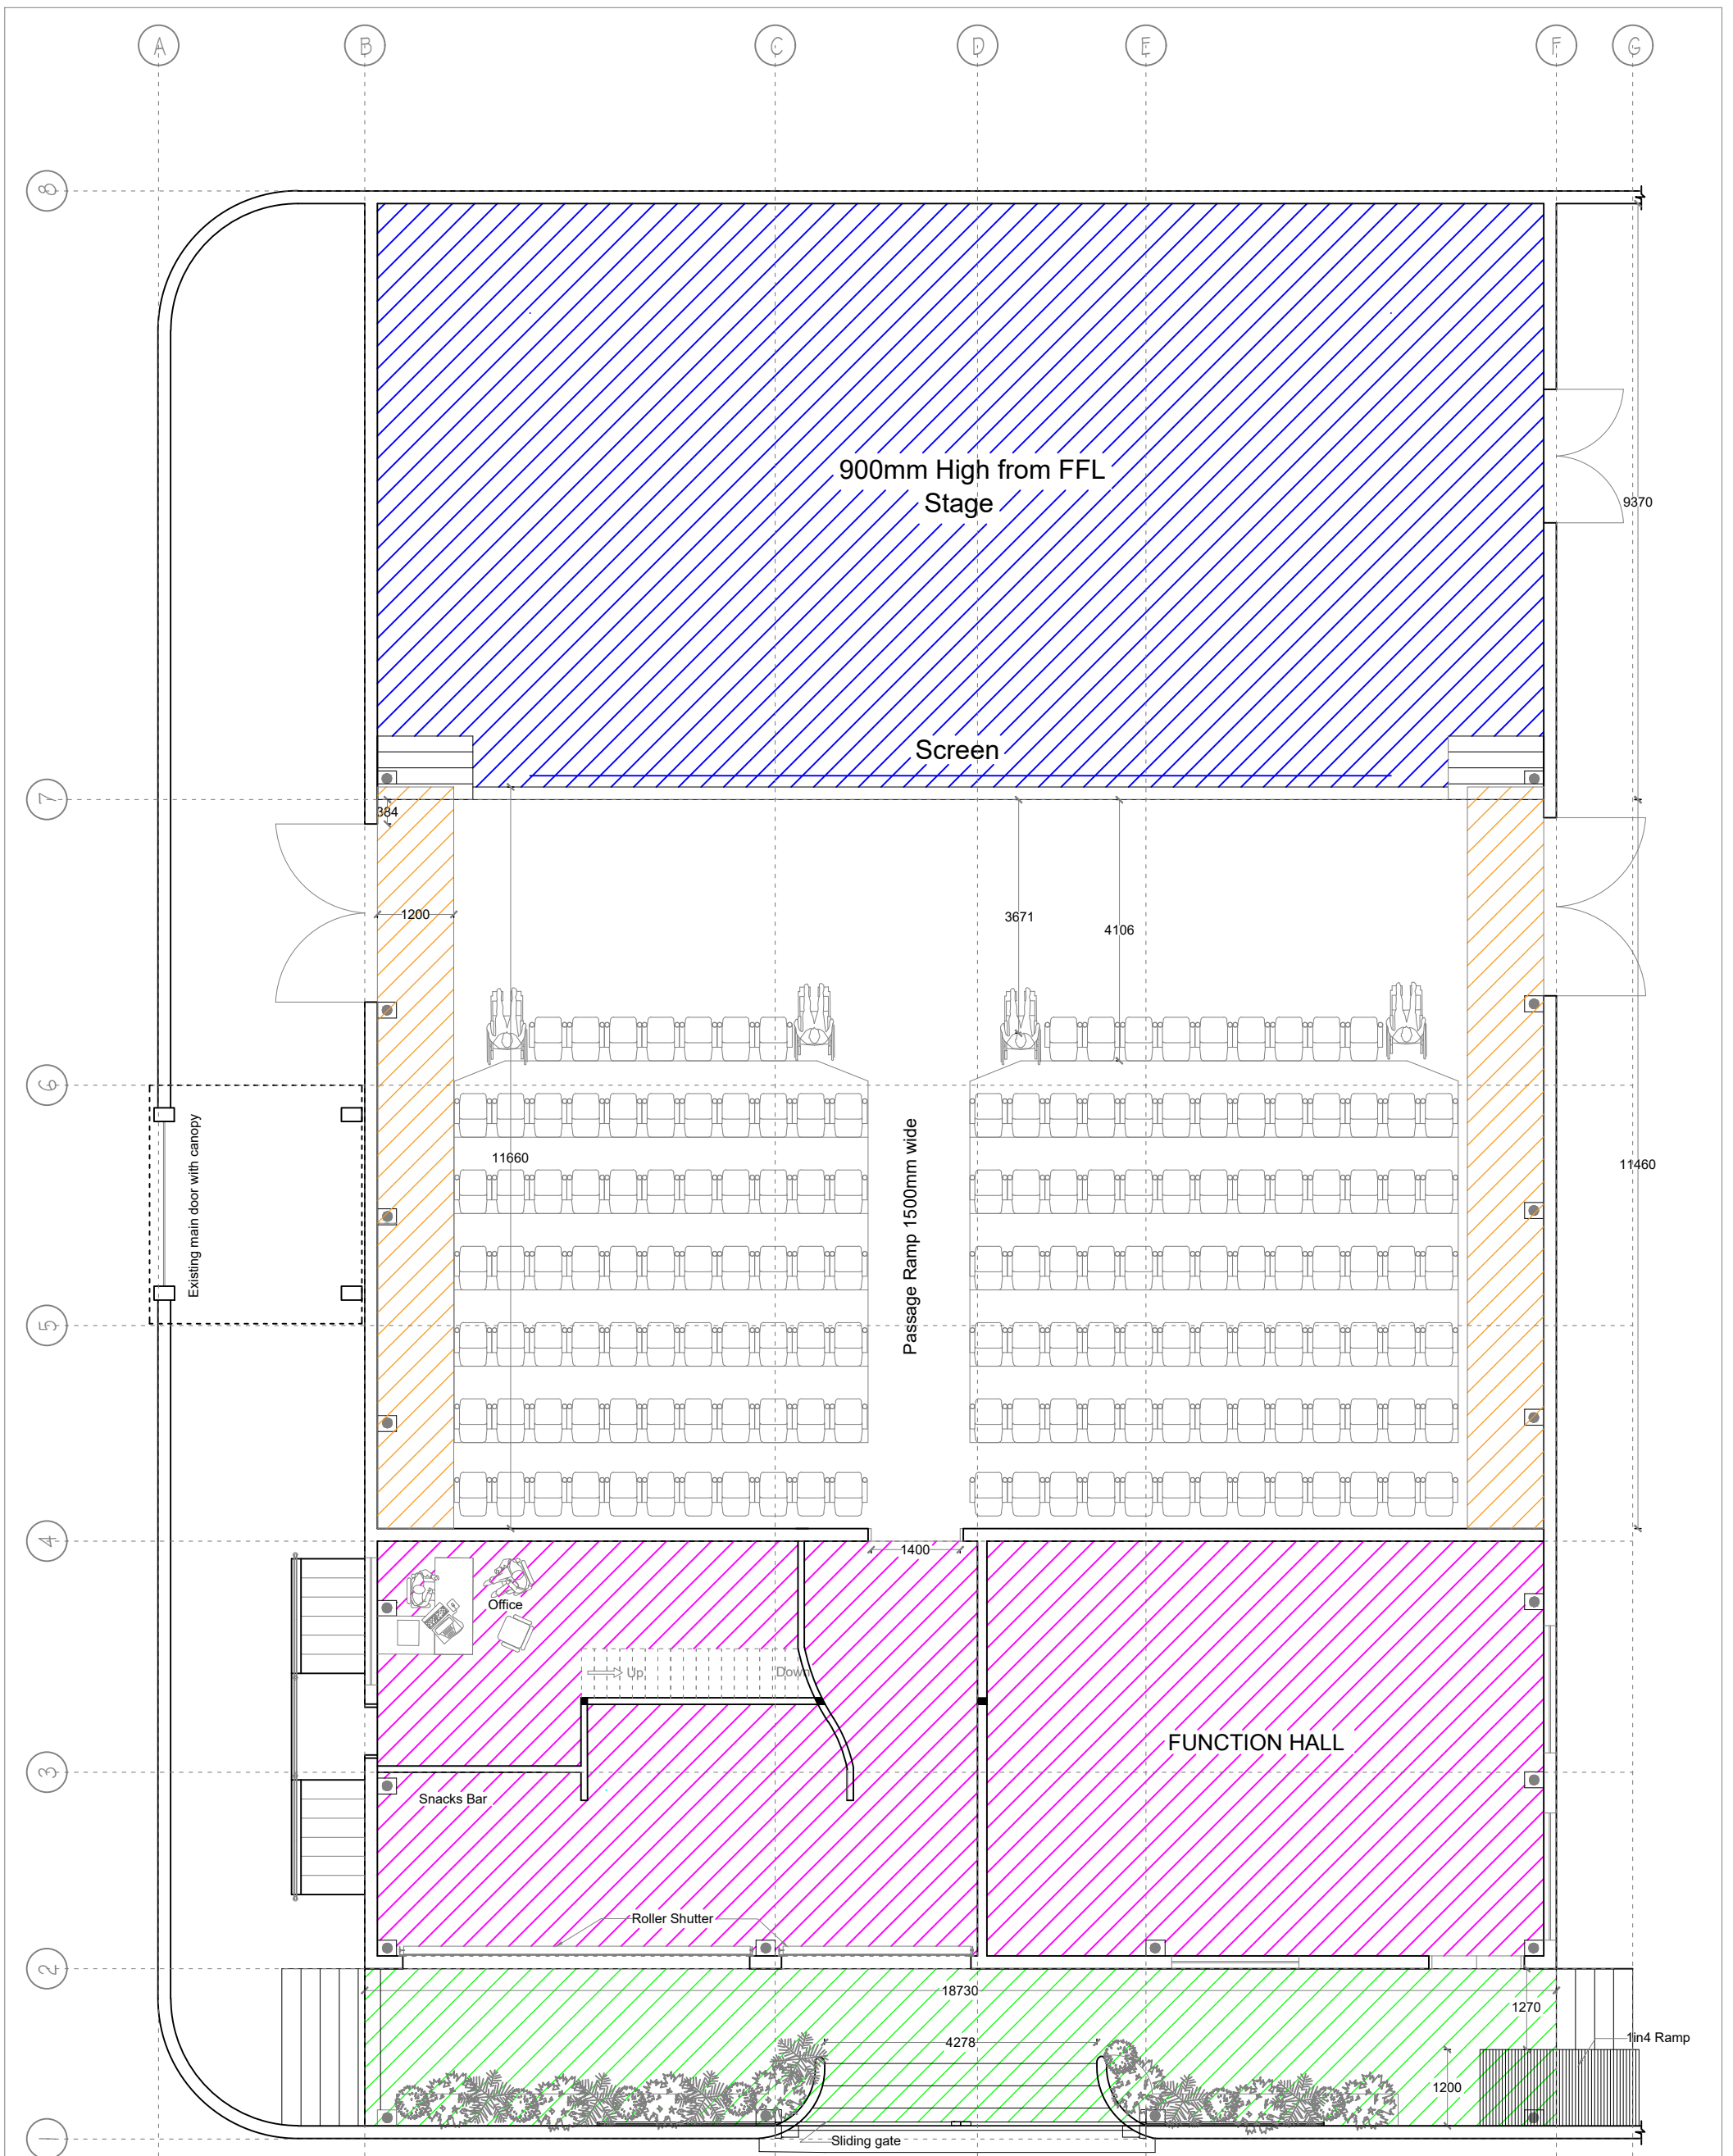 A
B
C
D
E
F
G
8
900mm High from FFL
Stage
9370
Screen
7
384
1200
3671
4106
6
Existing main door with canopy
11660
Passage Ramp 1500mm wide
11460
5
4
1400
Office
Up
Down
FUNCTION HALL
3
Snacks Bar
Roller Shutter
2
18730
1270
4278
1in4 Ramp
1200
1
Sliding gate